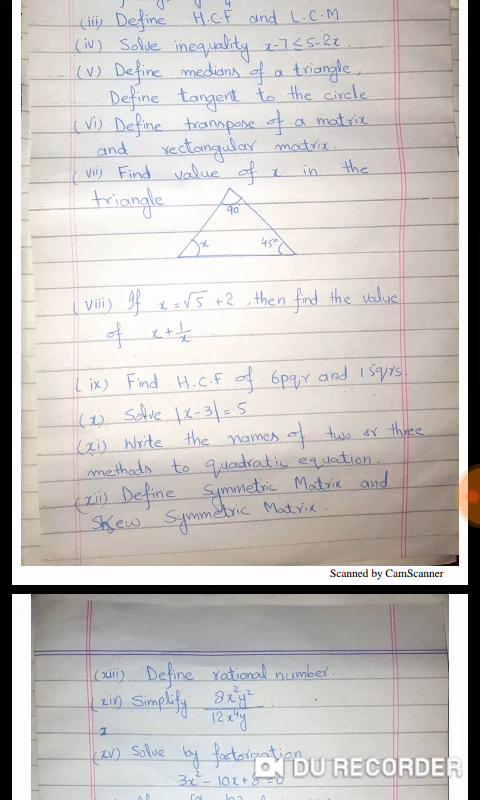 (iii) Define H.C.F and L.C.M
(iv) Solve inequality x-7≤5-2x.
(v) Define medians of a triangle,
Define tangent to the circle.
(vi) Define transpose of a matrix
and rectangular matrix.
(vii) Find value of x in the
triangle
90
x
45°
(viii) If x=√5+2, then find the value
of x+1/x
(ix) Find H.C.F of 6pqr and 15qrs.
(x) Solve |x-3|=5
(xi) Write the names of two or three
methods to quadratic equation.
(xii) Define Symmetric Matrix and
Skew Symmetric Matrix.
Scanned by CamScanner
(xiii) Define rational number.
(xiv) Simplify 8x²y²/12x⁴y
x
(xv) Solve by factorization
3x²-10x+8=0
DU RECORDER